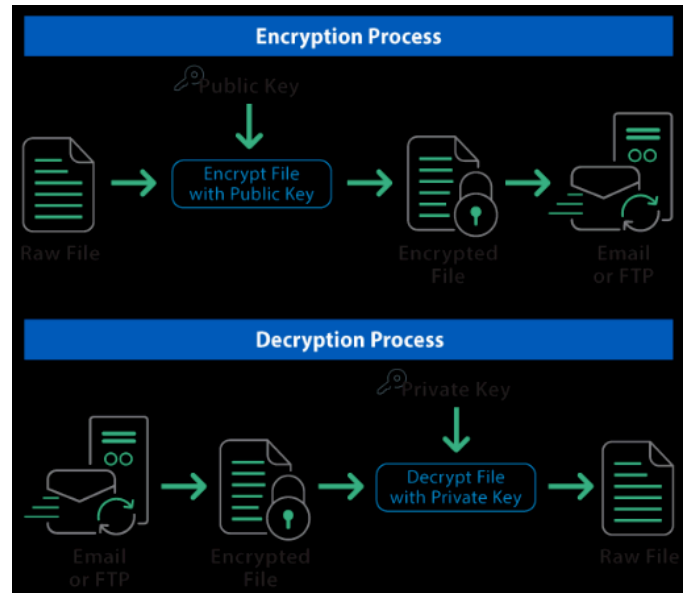 Encryption Process
Public Key
Encrypt File
with Public Key
Raw File
Encrypted
File
Email
or FTP
Decryption Process
Private Key
Decrypt File
with Private Key
Email
or FTP
Encrypted
File
Raw File